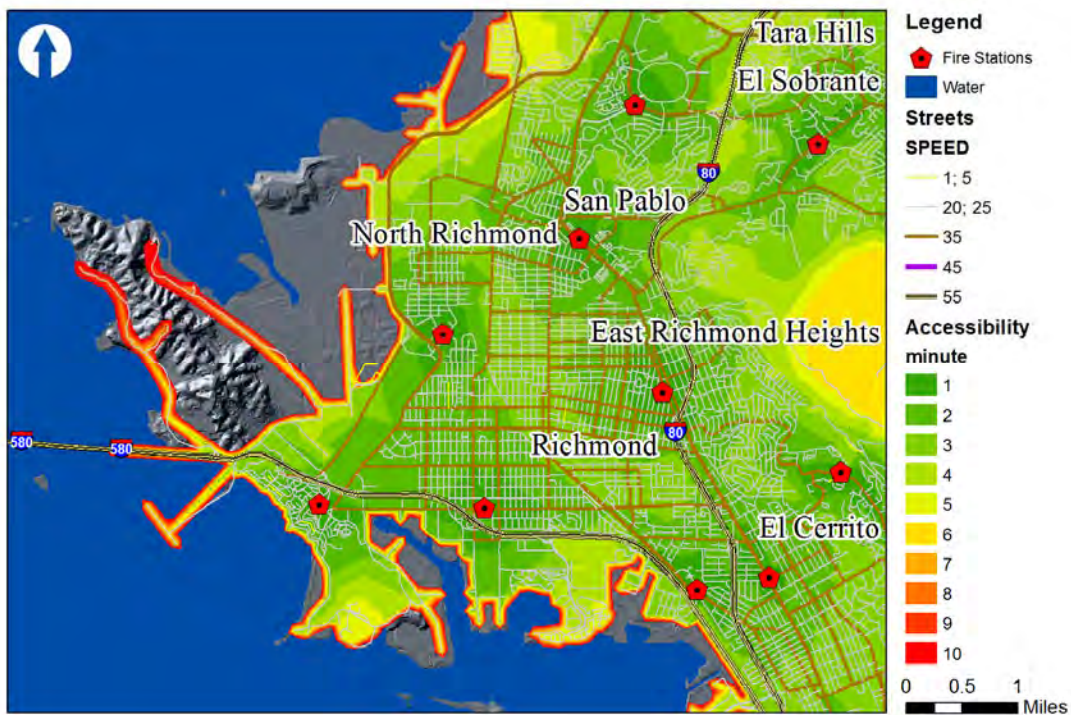 Tara Hills
El Sobrante
80
San Pablo
North Richmond
East Richmond Heights
80
Richmond
580
580
El Cerrito
Legend
Fire Stations
Water
Streets
SPEED
1; 5
20; 25
35
45
55
Accessibility
minute
1
2
3
4
5
6
7
8
9
10
0 0.5 1
Miles